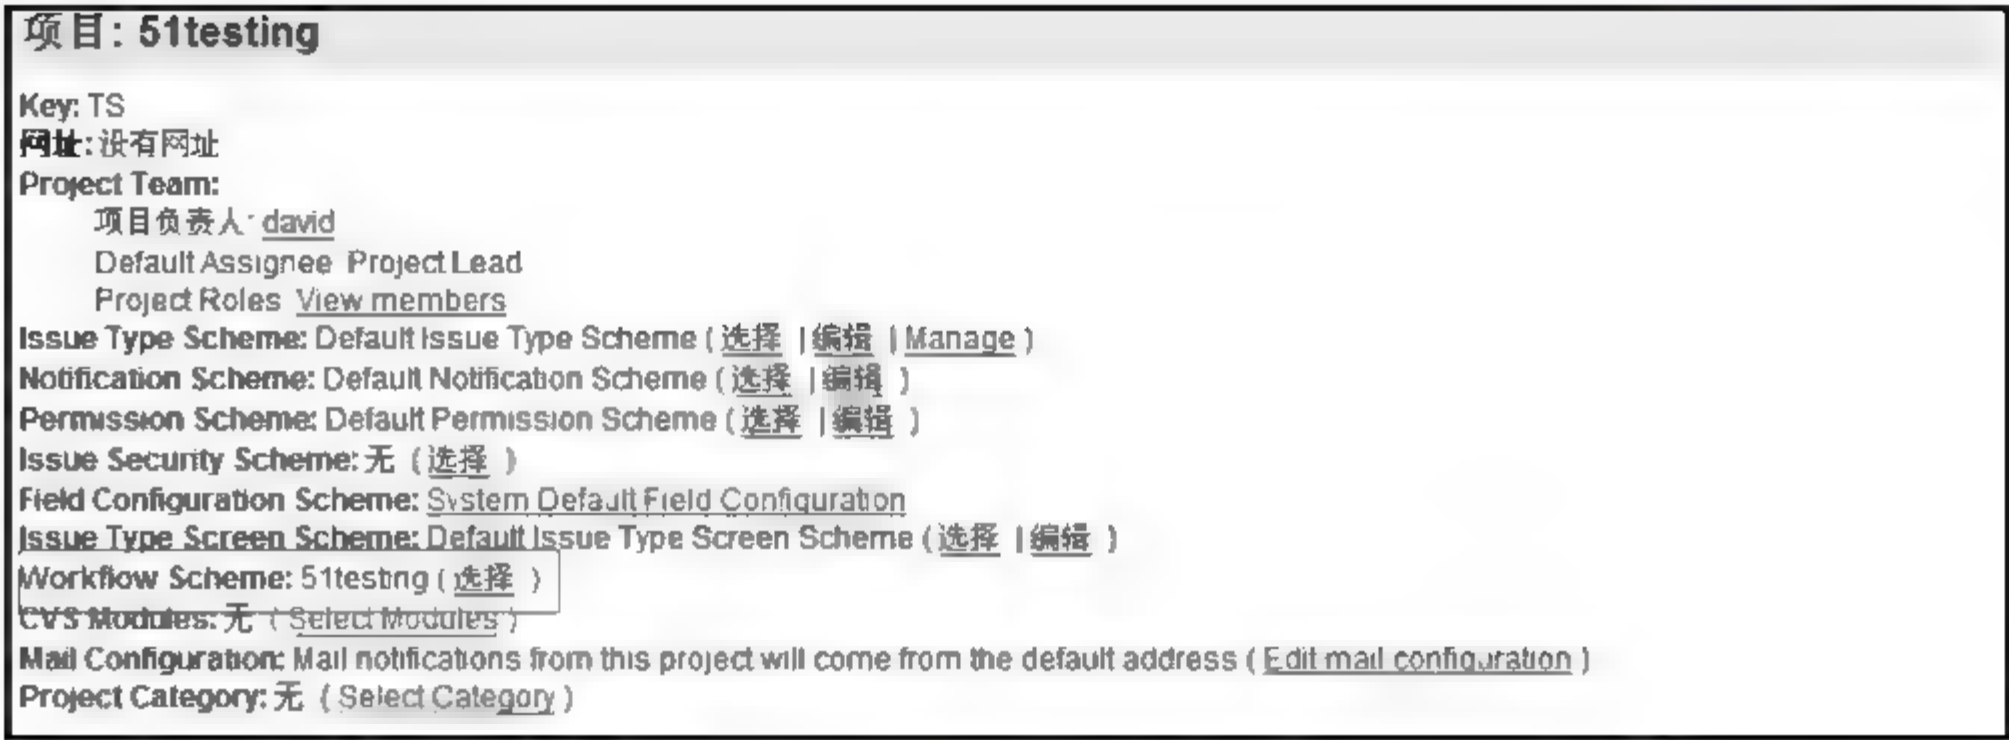 项目: 51testing
Key: TS
网址: 没有网址
Project Team:
项目负责人: david
Default Assignee Project Lead
Project Roles View members
Issue Type Scheme: Default Issue Type Scheme ( 选择 | 编辑 | Manage )
Notification Scheme: Default Notification Scheme ( 选择 | 编辑 )
Permission Scheme: Default Permission Scheme ( 选择 | 编辑 )
Issue Security Scheme: 无 ( 选择 )
Field Configuration Scheme: System Default Field Configuration
Issue Type Screen Scheme: Default Issue Type Screen Scheme ( 选择 | 编辑 )
Workflow Scheme: 51testing ( 选择 )
CVS Modules: 无 ( Select Modules )
Mail Configuration: Mail notifications from this project will come from the default address ( Edit mail configuration )
Project Category: 无 ( Select Category )